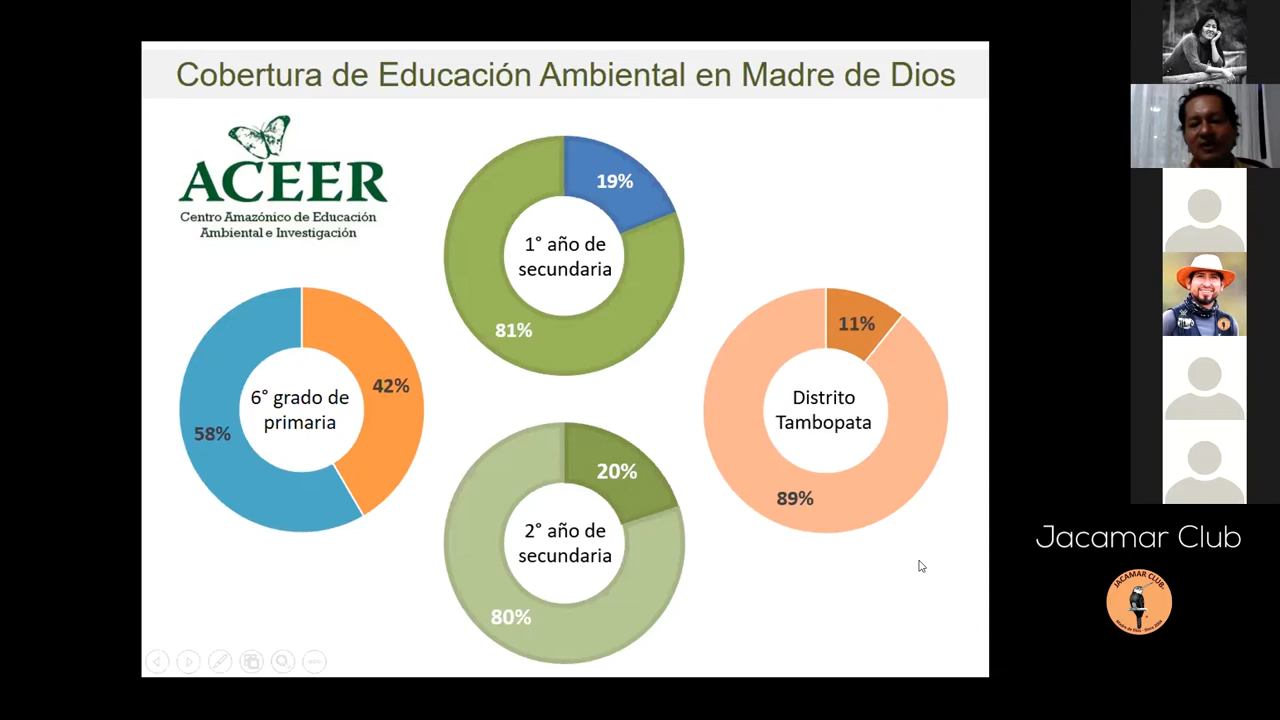 Cobertura de Educación Ambiental en Madre de Dios
ACEER
Centro Amazónico de Educación
Ambiental e Investigación
19%
1° año de
secundaria
81%
42%
6° grado de
primaria
58%
11%
Distrito
Tambopata
89%
20%
2° año de
secundaria
80%
Jacamar Club
JACAMAR CLUB